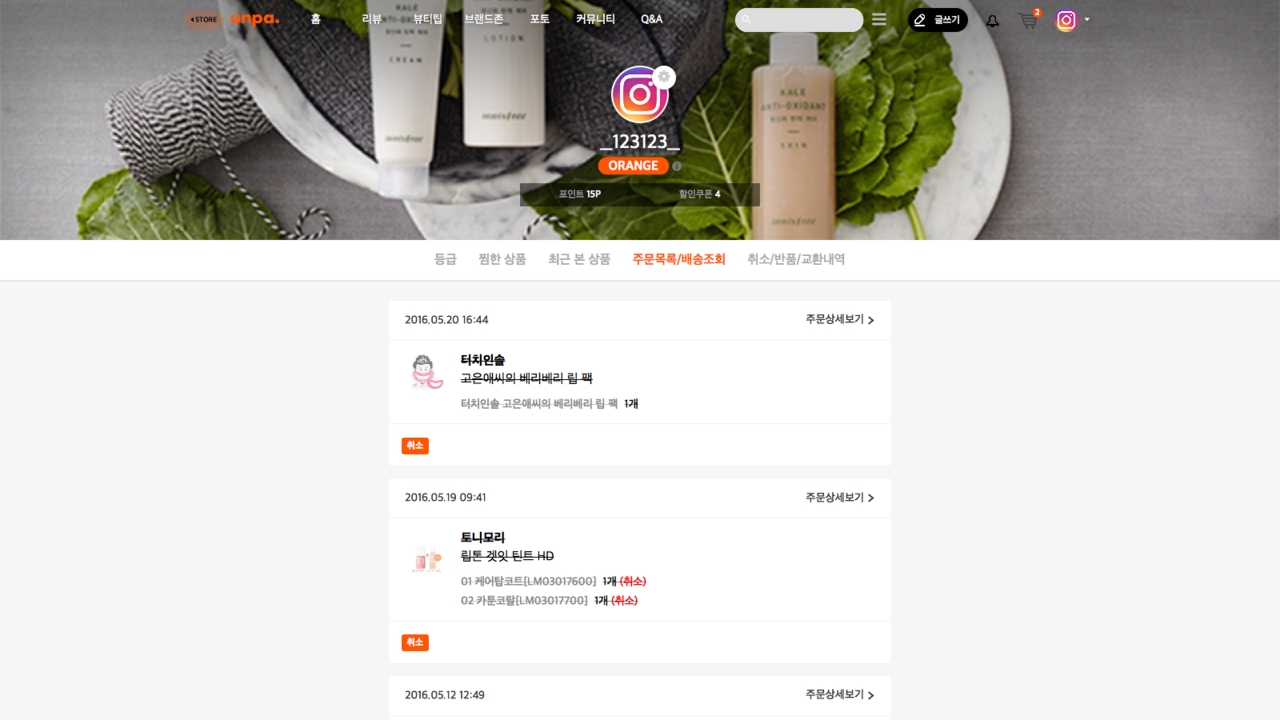 STORE
unpa.
홈
리뷰
뷰티팁
브랜드존
포토
커뮤니티
Q&A
글쓰기
2
LOTION
CREAM
innisfree
innisfree
KALE
ANTI-OXIDANT
SKIN
innisfree
_123123_
ORANGE
포인트 15P
할인쿠폰 4
등급
찜한 상품
최근 본 상품
주문목록/배송조회
취소/반품/교환내역
2016.05.20 16:44
주문상세보기
터치인솔
고은애씨의 베리베리 립 팩
터치인솔 고은애씨의 베리베리 립 팩 1개
취소
2016.05.19 09:41
주문상세보기
토니모리
립톤 겟잇 틴트 HD
01 케어탑코트[LM03017600] 1개 (취소)
02 카툰코랄[LM03017700] 1개 (취소)
취소
2016.05.12 12:49
주문상세보기